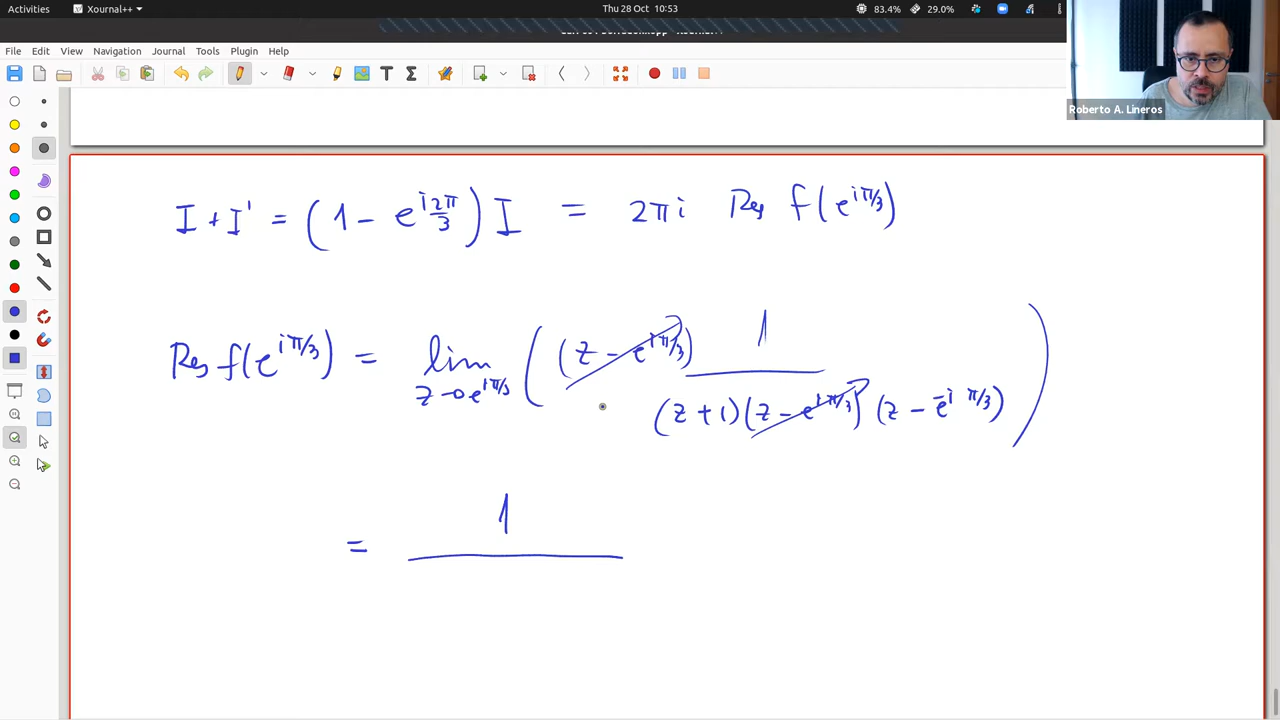 Activities Xournal++ Thu 28 Oct 10:53 83.4% 29.0%
File Edit View Navigation Journal Tools Plugin Help
Roberto A. Lineros
I + I' = (1 - e^{i 2π/3}) I = 2πi Res f(e^{iπ/3})
Res f(e^{iπ/3}) = lim_{z→e^{iπ/3}} ( (z - e^{iπ/3}) 1 / ((z+1)(z - e^{iπ/3})(z - e^{-iπ/3})) )
= 1